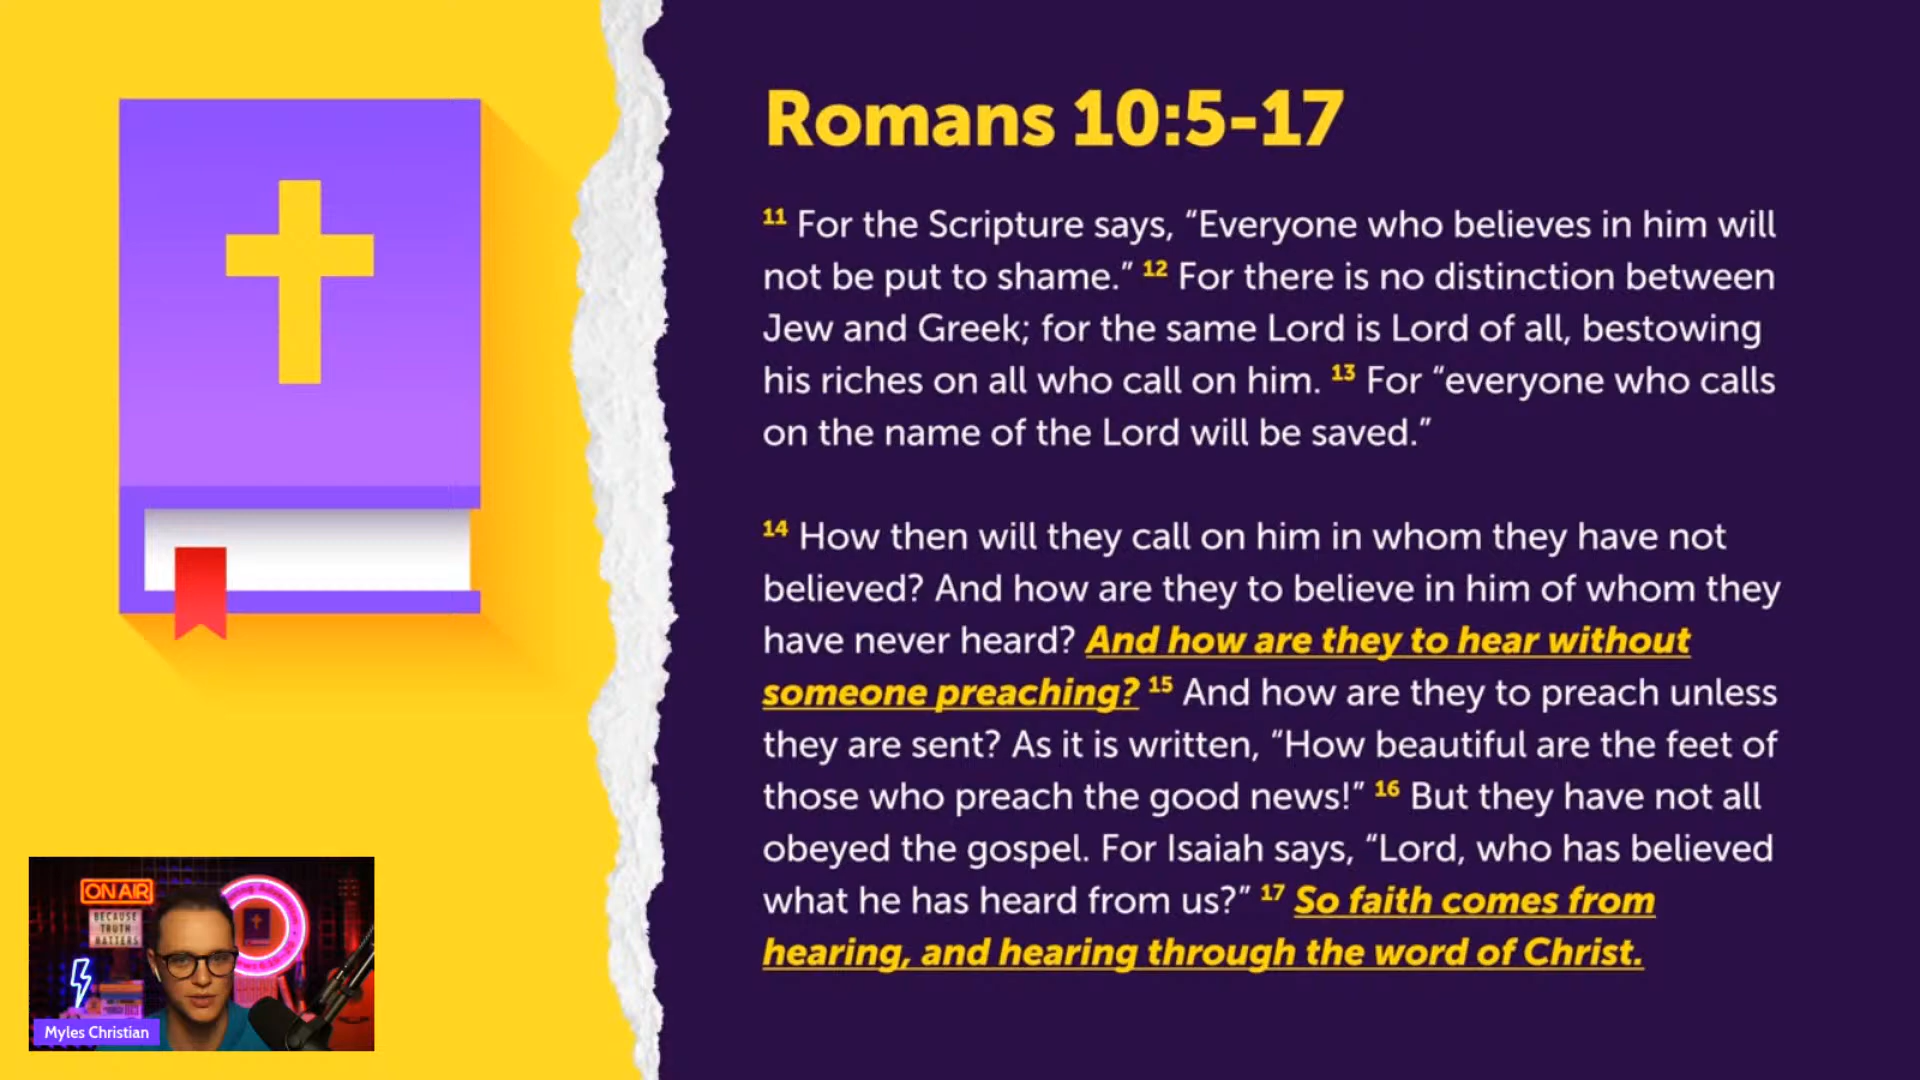 Romans 10:5-17
11 For the Scripture says, “Everyone who believes in him will
not be put to shame.” 12 For there is no distinction between
Jew and Greek; for the same Lord is Lord of all, bestowing
his riches on all who call on him. 13 For “everyone who calls
on the name of the Lord will be saved.”
14 How then will they call on him in whom they have not
believed? And how are they to believe in him of whom they
have never heard? And how are they to hear without
someone preaching? 15 And how are they to preach unless
they are sent? As it is written, “How beautiful are the feet of
those who preach the good news!” 16 But they have not all
obeyed the gospel. For Isaiah says, “Lord, who has believed
what he has heard from us?” 17 So faith comes from
hearing, and hearing through the word of Christ.
ON AIR
BECAUSE
TRUTH
MATTERS
Myles Christian